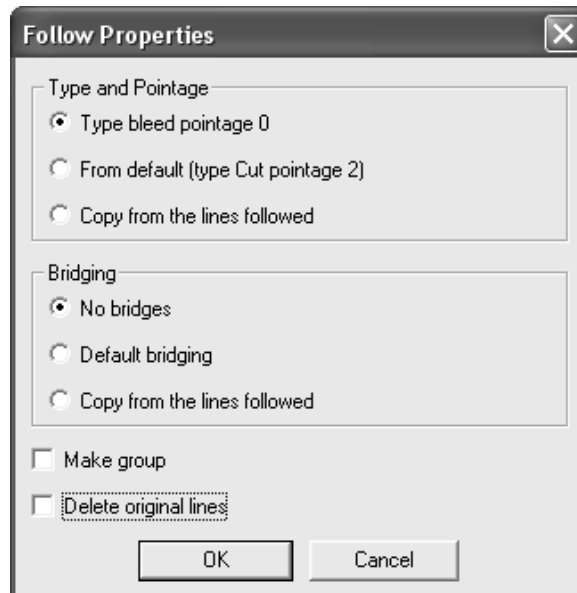 Follow Properties
Type and Pointage
Type bleed pointage 0
From default (type Cut pointage 2)
Copy from the lines followed
Bridging
No bridges
Default bridging
Copy from the lines followed
Make group
Delete original lines
OK Cancel